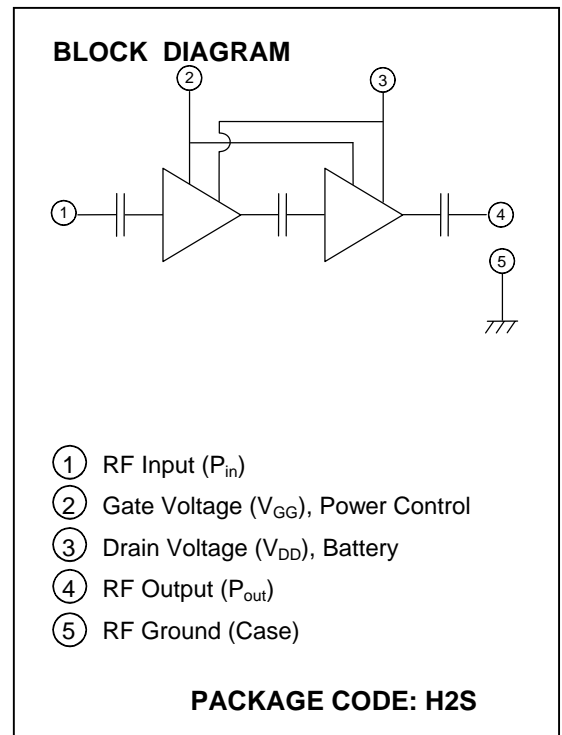 BLOCK DIAGRAM
2
3
1
4
5
1 RF Input (Pin)
2 Gate Voltage (VGG), Power Control
3 Drain Voltage (VDD), Battery
4 RF Output (Pout)
5 RF Ground (Case)
PACKAGE CODE: H2S